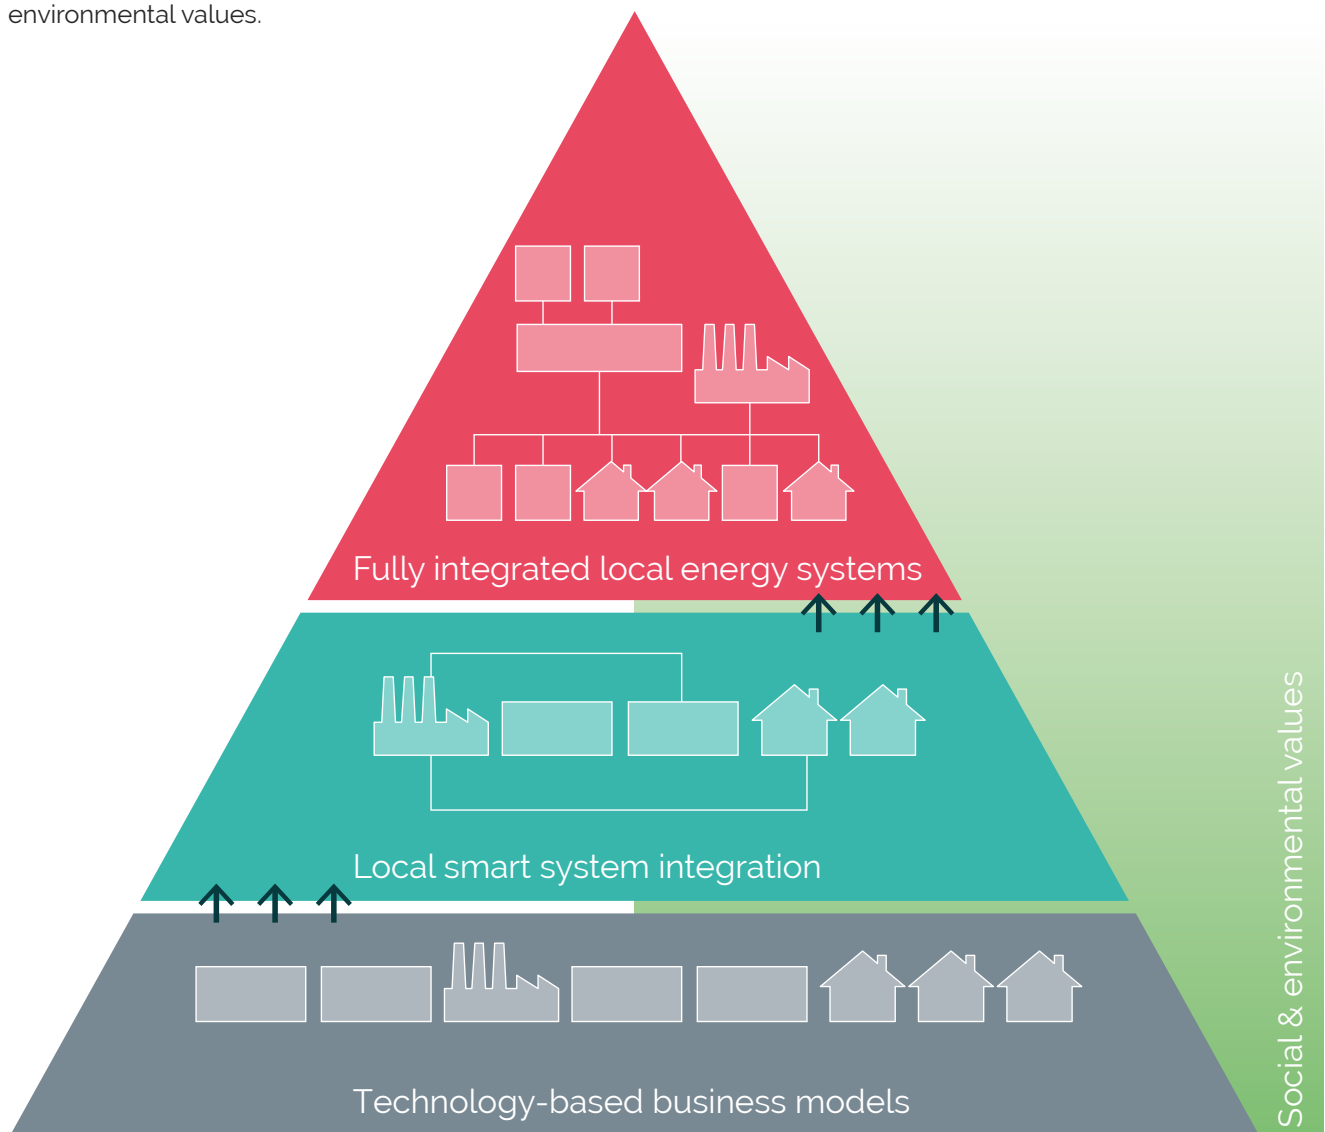 environmental values.
Fully integrated local energy systems
Local smart system integration
Technology-based business models
Social & environmental values